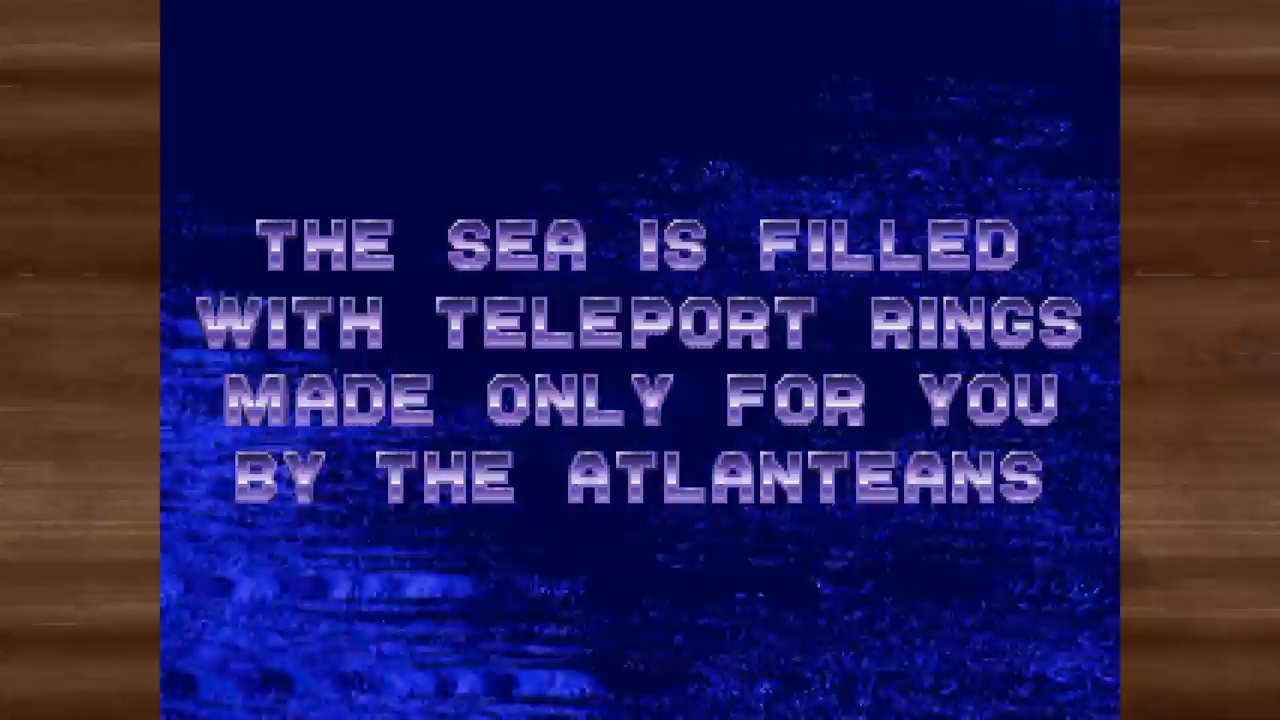 THE SEA IS FILLED
WITH TELEPORT RINGS
MADE ONLY FOR YOU
BY THE ATLANTEANS